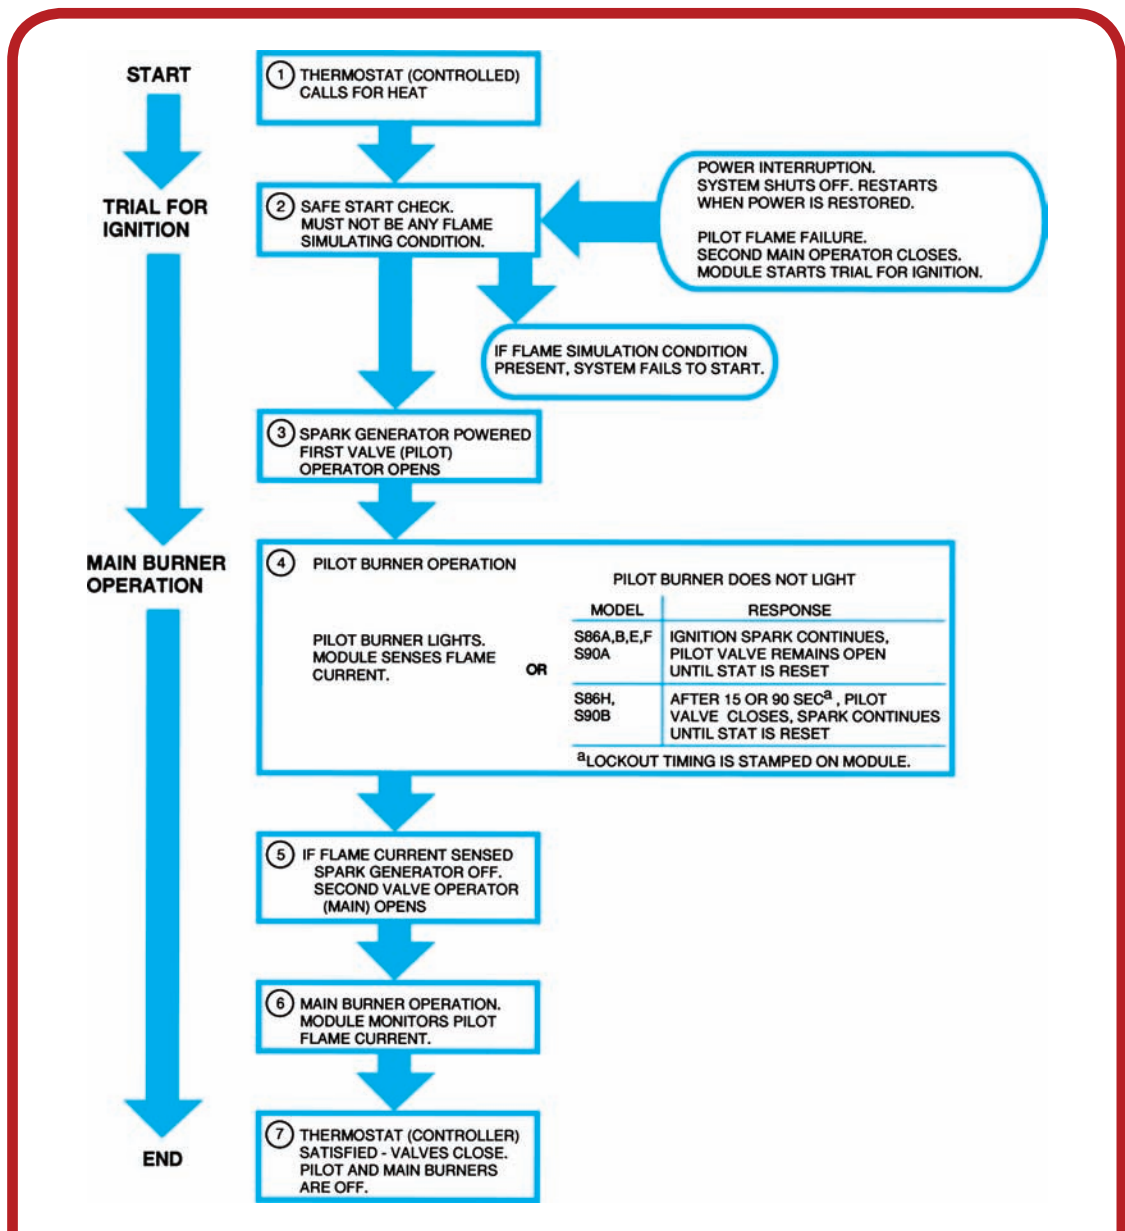 START
1 THERMOSTAT (CONTROLLED)
CALLS FOR HEAT
TRIAL FOR
IGNITION
2 SAFE START CHECK.
MUST NOT BE ANY FLAME
SIMULATING CONDITION.
POWER INTERRUPTION.
SYSTEM SHUTS OFF. RESTARTS
WHEN POWER IS RESTORED.
PILOT FLAME FAILURE.
SECOND MAIN OPERATOR CLOSES.
MODULE STARTS TRIAL FOR IGNITION.
IF FLAME SIMULATION CONDITION
PRESENT, SYSTEM FAILS TO START.
3 SPARK GENERATOR POWERED
FIRST VALVE (PILOT)
OPERATOR OPENS
MAIN BURNER
OPERATION
4 PILOT BURNER OPERATION
PILOT BURNER LIGHTS.
MODULE SENSES FLAME
CURRENT.
OR
PILOT BURNER DOES NOT LIGHT
MODEL RESPONSE
S86A,B,E,F IGNITION SPARK CONTINUES,
S90A PILOT VALVE REMAINS OPEN
UNTIL STAT IS RESET
S86H, AFTER 15 OR 90 SECa, PILOT
S90B VALVE CLOSES, SPARK CONTINUES
UNTIL STAT IS RESET
aLOCKOUT TIMING IS STAMPED ON MODULE.
5 IF FLAME CURRENT SENSED
SPARK GENERATOR OFF.
SECOND VALVE OPERATOR
(MAIN) OPENS
6 MAIN BURNER OPERATION.
MODULE MONITORS PILOT
FLAME CURRENT.
END
7 THERMOSTAT (CONTROLLER)
SATISFIED - VALVES CLOSE.
PILOT AND MAIN BURNERS
ARE OFF.